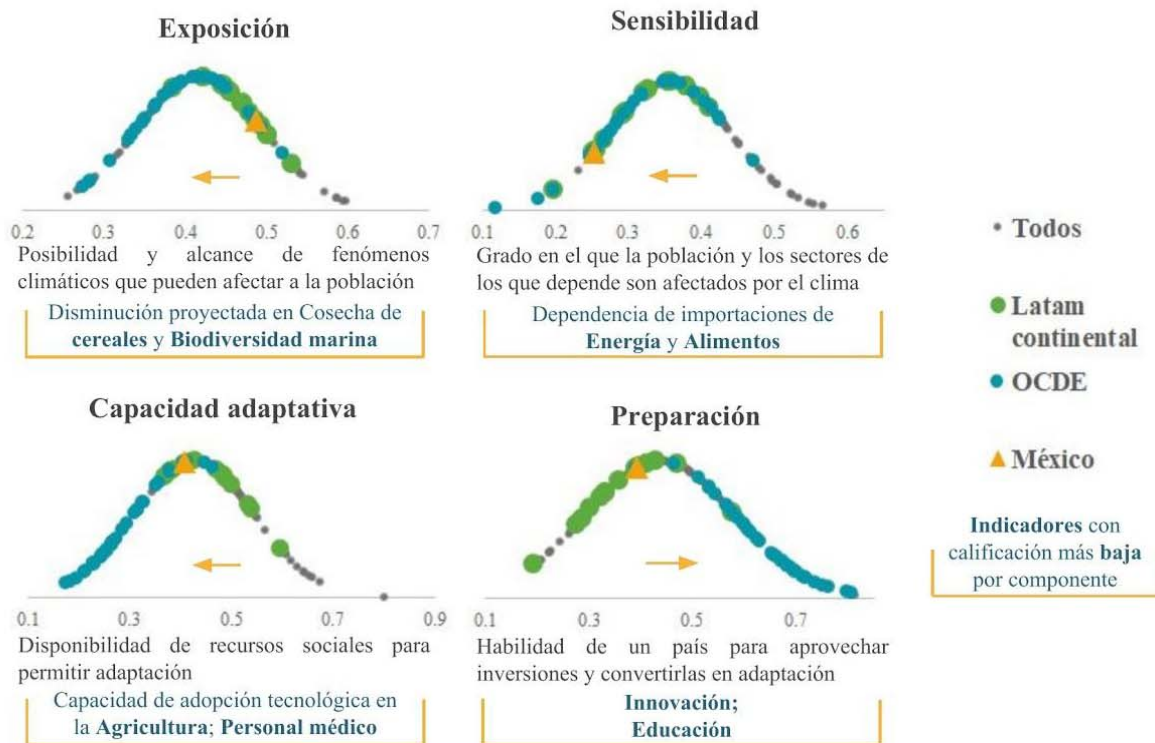 Exposición
0.2 0.3 0.4 0.5 0.6 0.7
Posibilidad y alcance de fenómenos
climáticos que pueden afectar a la población
Disminución proyectada en Cosecha de
cereales y Biodiversidad marina
Sensibilidad
0.1 0.2 0.3 0.4 0.5 0.6
Grado en el que la población y los sectores de
los que depende son afectados por el clima
Dependencia de importaciones de
Energía y Alimentos
Capacidad adaptativa
0.1 0.3 0.5 0.7 0.9
Disponibilidad de recursos sociales para
permitir adaptación
Capacidad de adopción tecnológica en
la Agricultura; Personal médico
Preparación
0.1 0.3 0.5 0.7
Habilidad de un país para aprovechar
inversiones y convertirlas en adaptación
Innovación;
Educación
Todos
Latam
continental
OCDE
México
Indicadores con
calificación más baja
por componente